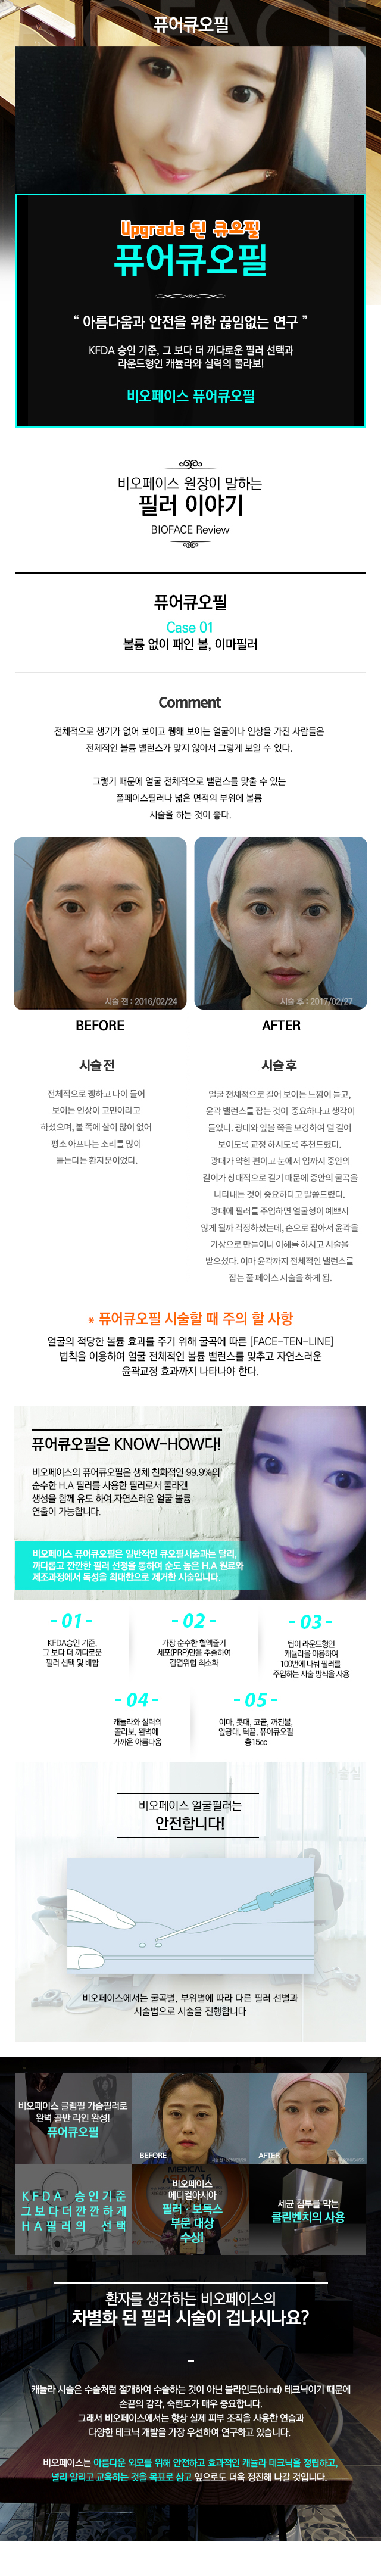 퓨어큐오필
Upgrade 된 큐오필
퓨어큐오필
“ 아름다움과 안전을 위한 끊임없는 연구 ”
KFDA 승인 기준, 그 보다 더 까다로운 필러 선택과
라운드형인 캐뉼라와 실력의 콜라보!
비오페이스 퓨어큐오필
비오페이스 원장이 말하는
필러 이야기
BIOFACE Review
퓨어큐오필
Case 01
볼륨 없이 패인 볼, 이마필러
Comment
전체적으로 생기가 없어 보이고 퀭해 보이는 얼굴이나 인상을 가진 사람들은
전체적인 볼륨 밸런스가 맞지 않아서 그렇게 보일 수 있다.
그렇기 때문에 얼굴 전체적으로 밸런스를 맞출 수 있는
풀페이스필러나 넓은 면적의 부위에 볼륨
시술을 하는 것이 좋다.
시술 전 : 2016/02/24
시술 후 : 2017/02/27
BEFORE
AFTER
시술 전
전체적으로 퀭하고 나이 들어
보이는 인상이 고민이라고
하셨으며, 볼 쪽에 살이 많이 없어
평소 아프냐는 소리를 많이
듣는다는 환자분이었다.
시술 후
얼굴 전체적으로 길어 보이는 느낌이 들고,
윤곽 밸런스를 잡는 것이 중요하다고 생각이
들었다. 광대와 앞볼 쪽을 보강하여 덜 길어
보이도록 교정 하시도록 추천드렸다.
광대가 약한 편이고 눈에서 입까지 중안의
길이가 상대적으로 길기 때문에 중안의 굴곡을
나타내는 것이 중요하다고 말씀드렸다.
광대에 필러를 주입하면 얼굴형이 예쁘지
않게 될까 걱정하셨는데, 손으로 잡아서 윤곽을
가상으로 만들이니 이해를 하시고 시술을
받으셨다. 이마 윤곽까지 전체적인 밸런스를
잡는 풀 페이스 시술을 하게 됨.
* 퓨어큐오필 시술할 때 주의 할 사항
얼굴의 적당한 볼륨 효과를 주기 위해 굴곡에 따른 [FACE-TEN-LINE]
법칙을 이용하여 얼굴 전체적인 볼륨 밸런스를 맞추고 자연스러운
윤곽교정 효과까지 나타나야 한다.
퓨어큐오필은 KNOW-HOW다!
비오페이스의 퓨어큐오필은 생체 친화적인 99.9%의
순수한 H.A 필러를 사용한 필러로서 콜라겐
생성을 함께 유도 하여 자연스러운 얼굴 볼륨
연출이 가능합니다.
비오페이스 퓨어큐오필은 일반적인 큐오필시술과는 달리,
까다롭고 깐깐한 필러 선정을 통하여 순도 높은 H.A 원료와
제조과정에서 독성을 최대한으로 제거한 시술입니다.
- 01 -
KFDA승인 기준,
그 보다 더 까다로운
필러 선택 및 배합
- 02 -
가장 순수한 혈액줄기
세포(PRP)만을 추출하여
감염위험 최소화
- 03 -
팁이 라운드형인
캐뉼라를 이용하여
100번에 나눠 필러를
주입하는 시술 방식을 사용
- 04 -
캐뉼라와 실력의
콜라보, 완벽에
가까운 아름다움
- 05 -
이마, 콧대, 코끝, 꺼진볼,
앞광대, 턱끝, 퓨어큐오필
총15cc
비오페이스 얼굴필러는
안전합니다!
비오페이스에서는 굴곡별, 부위별에 따라 다른 필러 선별과
시술법으로 시술을 진행합니다
비오페이스 글램필 가슴필러로
완벽 골반 라인 완성!
퓨어큐오필
BEFORE
AFTER
KFDA 승인기준
그보다더깐깐하게
HA필러의 선택
비오페이스
메디컬아시아
필러 · 보톡스
부문 대상
수상!
세균 침투를 막는
클린벤치의 사용
환자를 생각하는 비오페이스의
차별화 된 필러 시술이 겁나시나요?
캐뉼라 시술은 수술처럼 절개하여 수술하는 것이 아닌 블라인드(blind) 테크닉이기 때문에
손끝의 감각, 숙련도가 매우 중요합니다.
그래서 비오페이스에서는 항상 실제 피부 조직을 사용한 연습과
다양한 테크닉 개발을 가장 우선하여 연구하고 있습니다.
비오페이스는 아름다운 외모를 위해 안전하고 효과적인 캐뉼라 테크닉을 정립하고,
널리 알리고 교육하는 것을 목표로 삼고 앞으로도 더욱 정진해 나갈 것입니다.